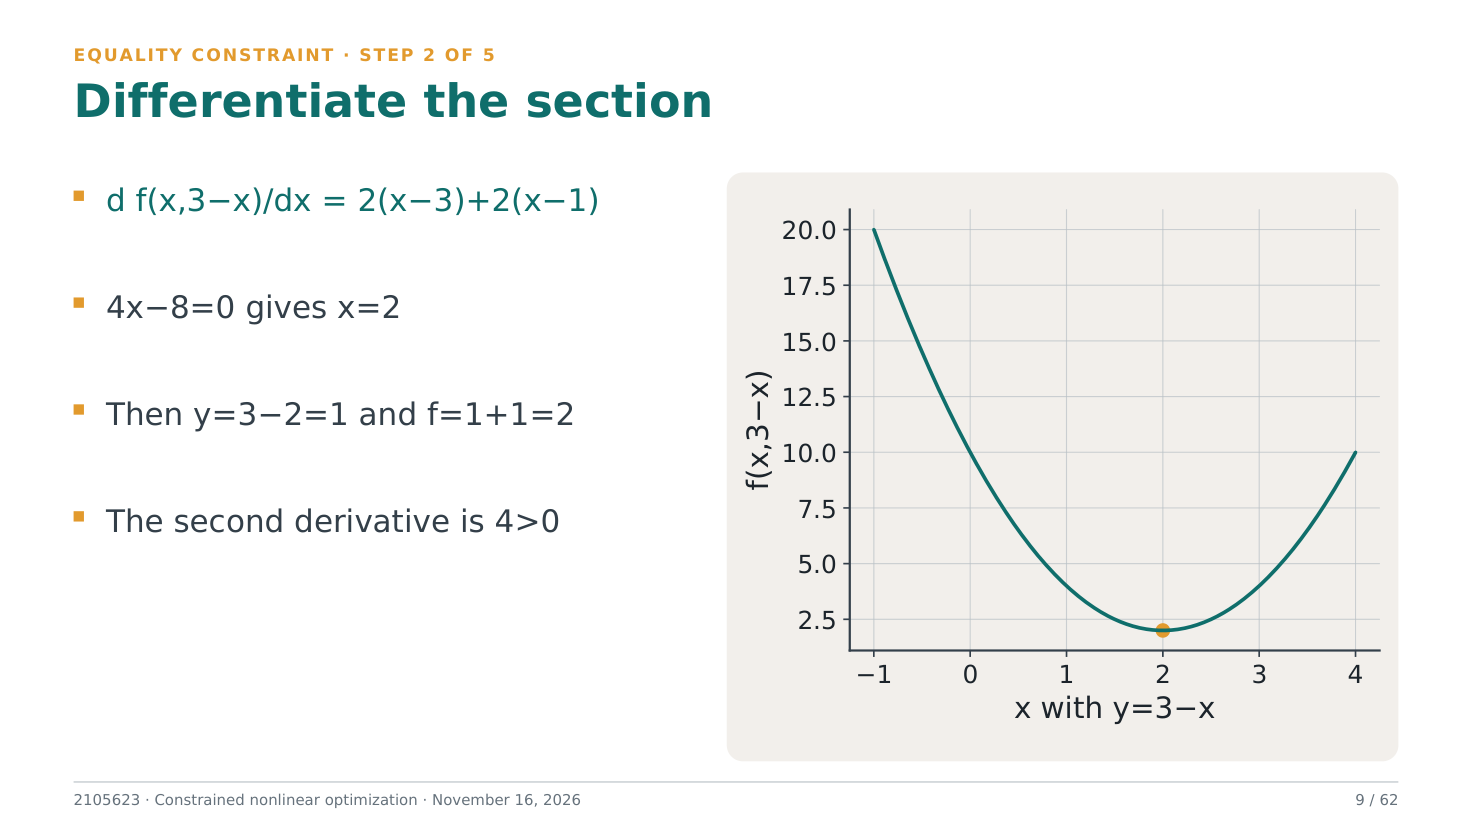 EQUALITY CONSTRAINT · STEP 2 OF 5
Differentiate the section
d f(x,3−x)/dx = 2(x−3)+2(x−1)
4x−8=0 gives x=2
Then y=3−2=1 and f=1+1=2
The second derivative is 4>0
f(x,3−x)
20.0
17.5
15.0
12.5
10.0
7.5
5.0
2.5
−1 0 1 2 3 4
x with y=3−x
2105623 · Constrained nonlinear optimization · November 16, 2026
9 / 62